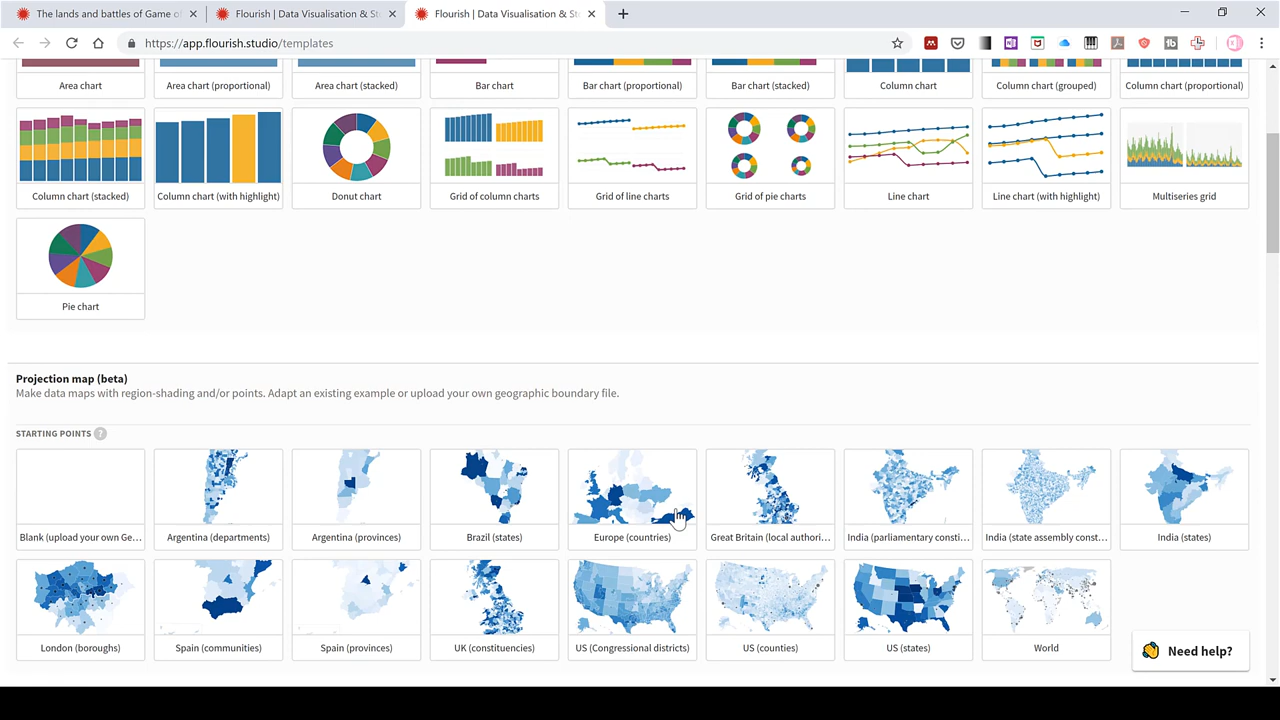 The lands and battles of Game of
Flourish | Data Visualisation & St
Flourish | Data Visualisation & St
https://app.flourish.studio/templates
Area chart
Area chart (proportional)
Area chart (stacked)
Bar chart
Bar chart (proportional)
Bar chart (stacked)
Column chart
Column chart (grouped)
Column chart (proportional)
Column chart (stacked)
Column chart (with highlight)
Donut chart
Grid of column charts
Grid of line charts
Grid of pie charts
Line chart
Line chart (with highlight)
Multiseries grid
Pie chart
Projection map (beta)
Make data maps with region-shading and/or points. Adapt an existing example or upload your own geographic boundary file.
STARTING POINTS ?
Blank (upload your own Ge...
Argentina (departments)
Argentina (provinces)
Brazil (states)
Europe (countries)
Great Britain (local authori...
India (parliamentary consti...
India (state assembly const...
India (states)
London (boroughs)
Spain (communities)
Spain (provinces)
UK (constituencies)
US (Congressional districts)
US (counties)
US (states)
World
Need help?